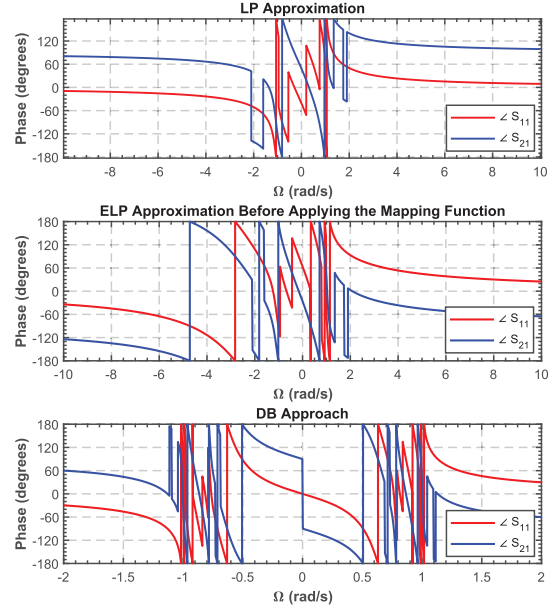 LP Approximation
Phase (degrees)
120
60
0
-60
-120
-180
∠ S11
∠ S21
-10 -8 -6 -4 -2 0 2 4 6 8 10
Ω (rad/s)
ELP Approximation Before Applying the Mapping Function
Phase (degrees)
180
120
60
0
-60
-120
-180
∠ S11
∠ S21
-10 -8 -6 -4 -2 0 2 4 6 8 10
Ω (rad/s)
DB Approach
Phase (degrees)
180
120
60
0
-60
-120
-180
∠ S11
∠ S21
-2 -1.5 -1 -0.5 0 0.5 1 1.5 2
Ω (rad/s)